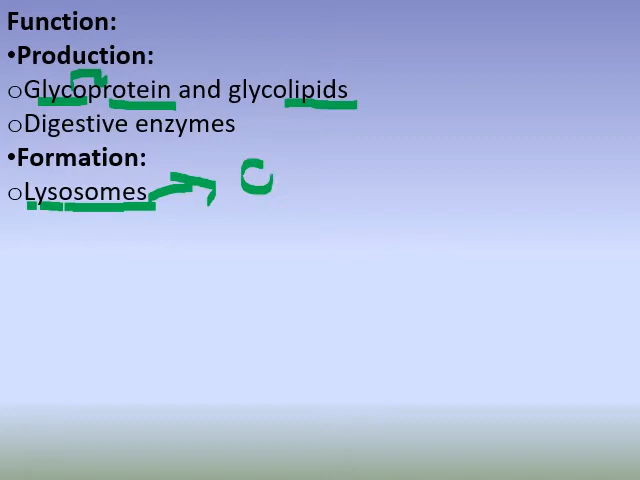 Function:
•Production:
oGlycoprotein and glycolipids
oDigestive enzymes
•Formation:
oLysosomes